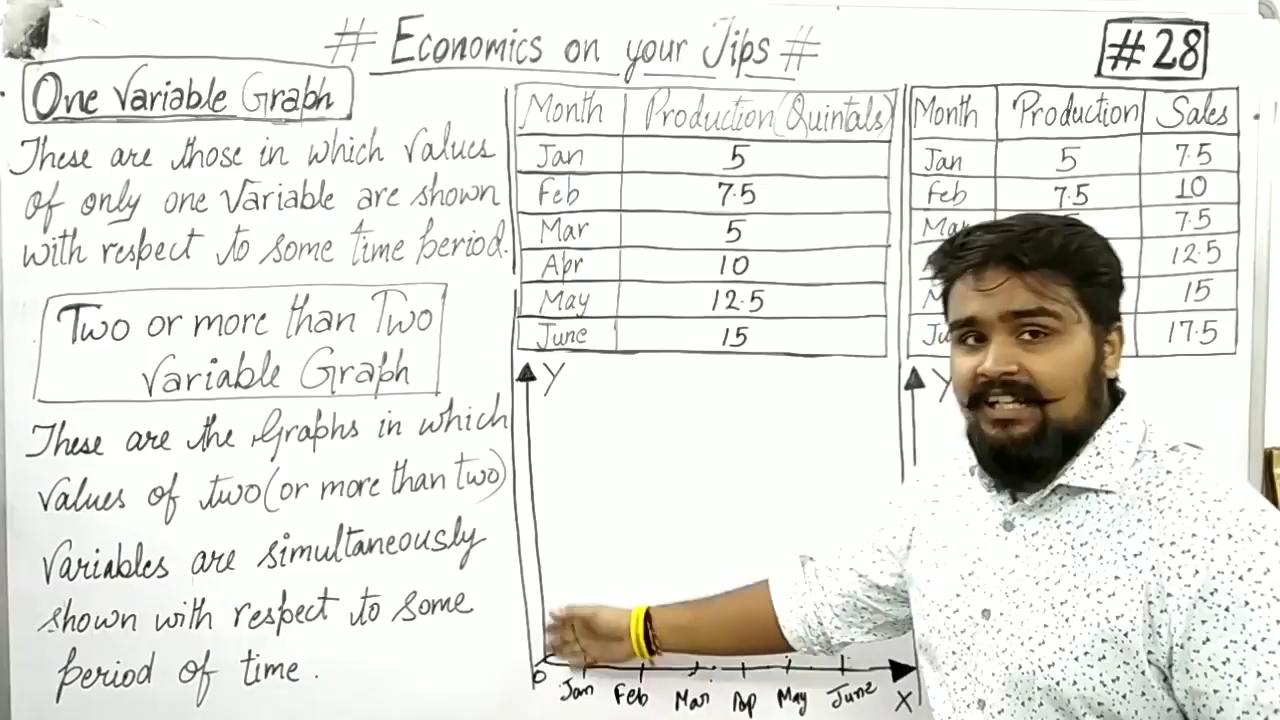 # Economics on your Tips #
#28
One Variable Graph
These are those in which values
of only one variable are shown
with respect to some time period.
Two or more than Two
Variable Graph
These are the Graphs in which
values of two (or more than two)
Variables are simultaneously
shown with respect to some
period of time.
Month Production (Quintals)
Jan 5
Feb 7.5
Mar 5
Apr 10
May 12.5
June 15
Y
O
Jan Feb Mar Ap May June X
Month Production Sales
Jan 5 7.5
Feb 7.5 10
Mar 7.5
12.5
M 15
Ju 17.5
Y